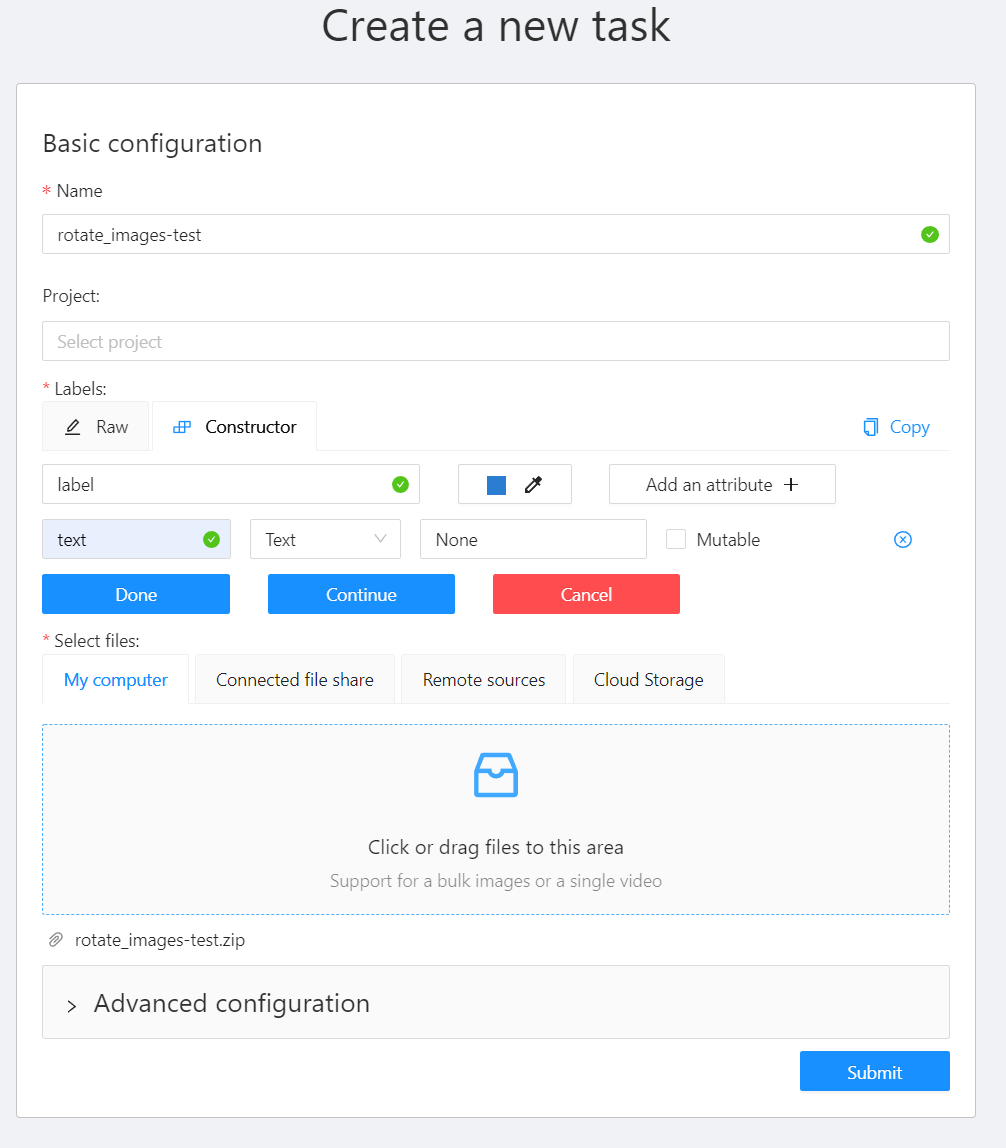 Create a new task
Basic configuration
* Name
rotate_images-test
Project:
Select project
* Labels:
Raw Constructor Copy
label Add an attribute +
text Text None Mutable
Done Continue Cancel
* Select files:
My computer Connected file share Remote sources Cloud Storage
Click or drag files to this area
Support for a bulk images or a single video
rotate_images-test.zip
> Advanced configuration
Submit